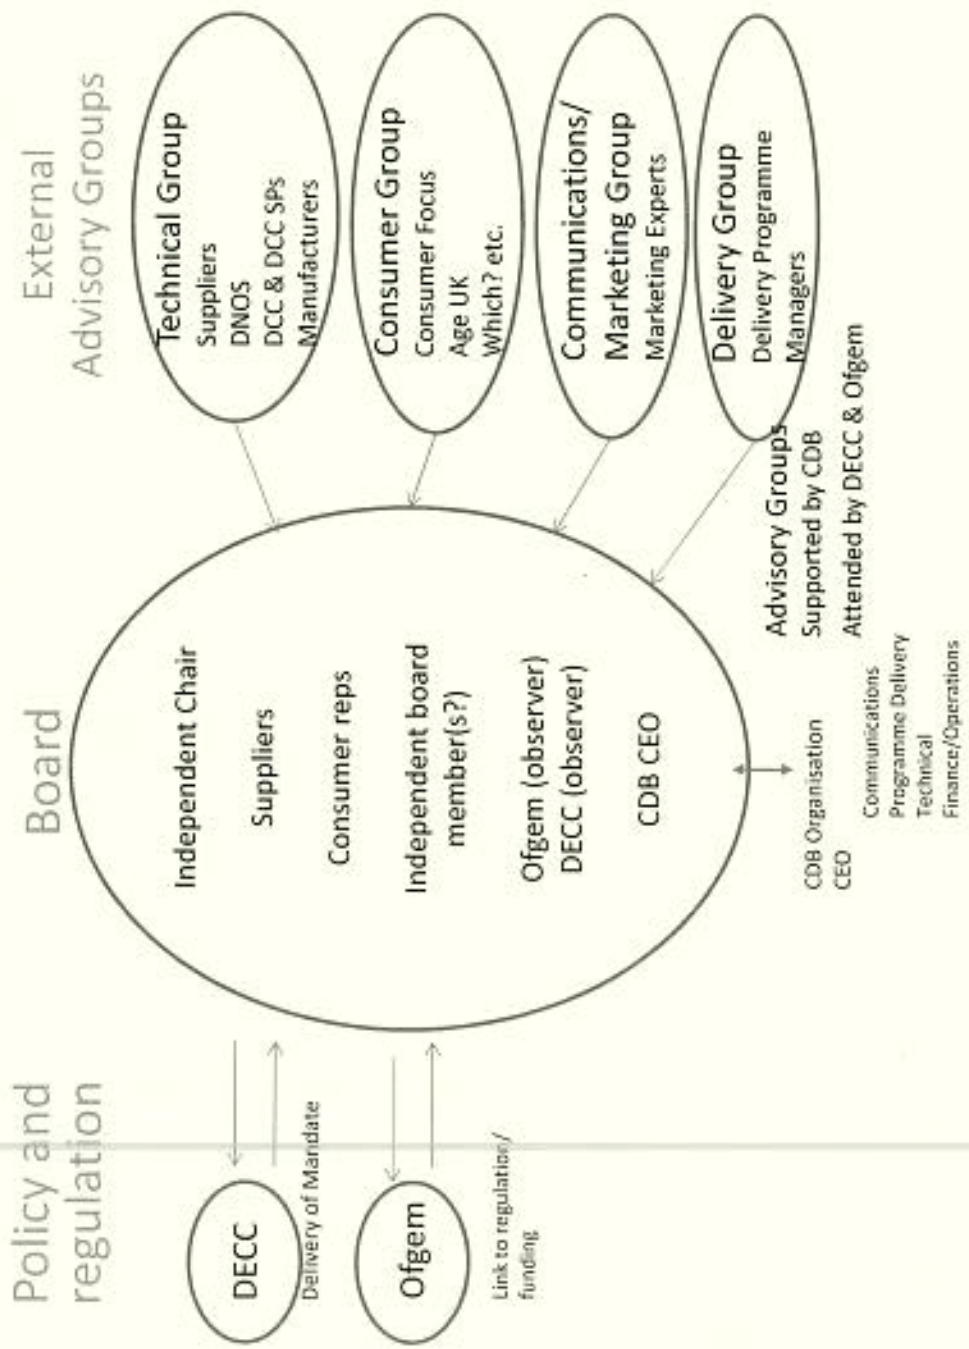 Policy and
regulation
DECC
Delivery of Mandate
Ofgem
Link to regulation/
funding
Board
Independent Chair
Suppliers
Consumer reps
Independent board
member(s?)
Ofgem (observer)
DECC (observer)
CDB CEO
CDB Organisation
CEO
Communications
Programme Delivery
Technical
Finance/Operations
External
Advisory Groups
Technical Group
Suppliers
DNOS
DCC & DCC SPs
Manufacturers
Consumer Group
Consumer Focus
Age UK
Which? etc.
Communications/
Marketing Group
Marketing Experts
Delivery Group
Delivery Programme
Managers
Advisory Groups
Supported by CDB
Attended by DECC & Ofgem